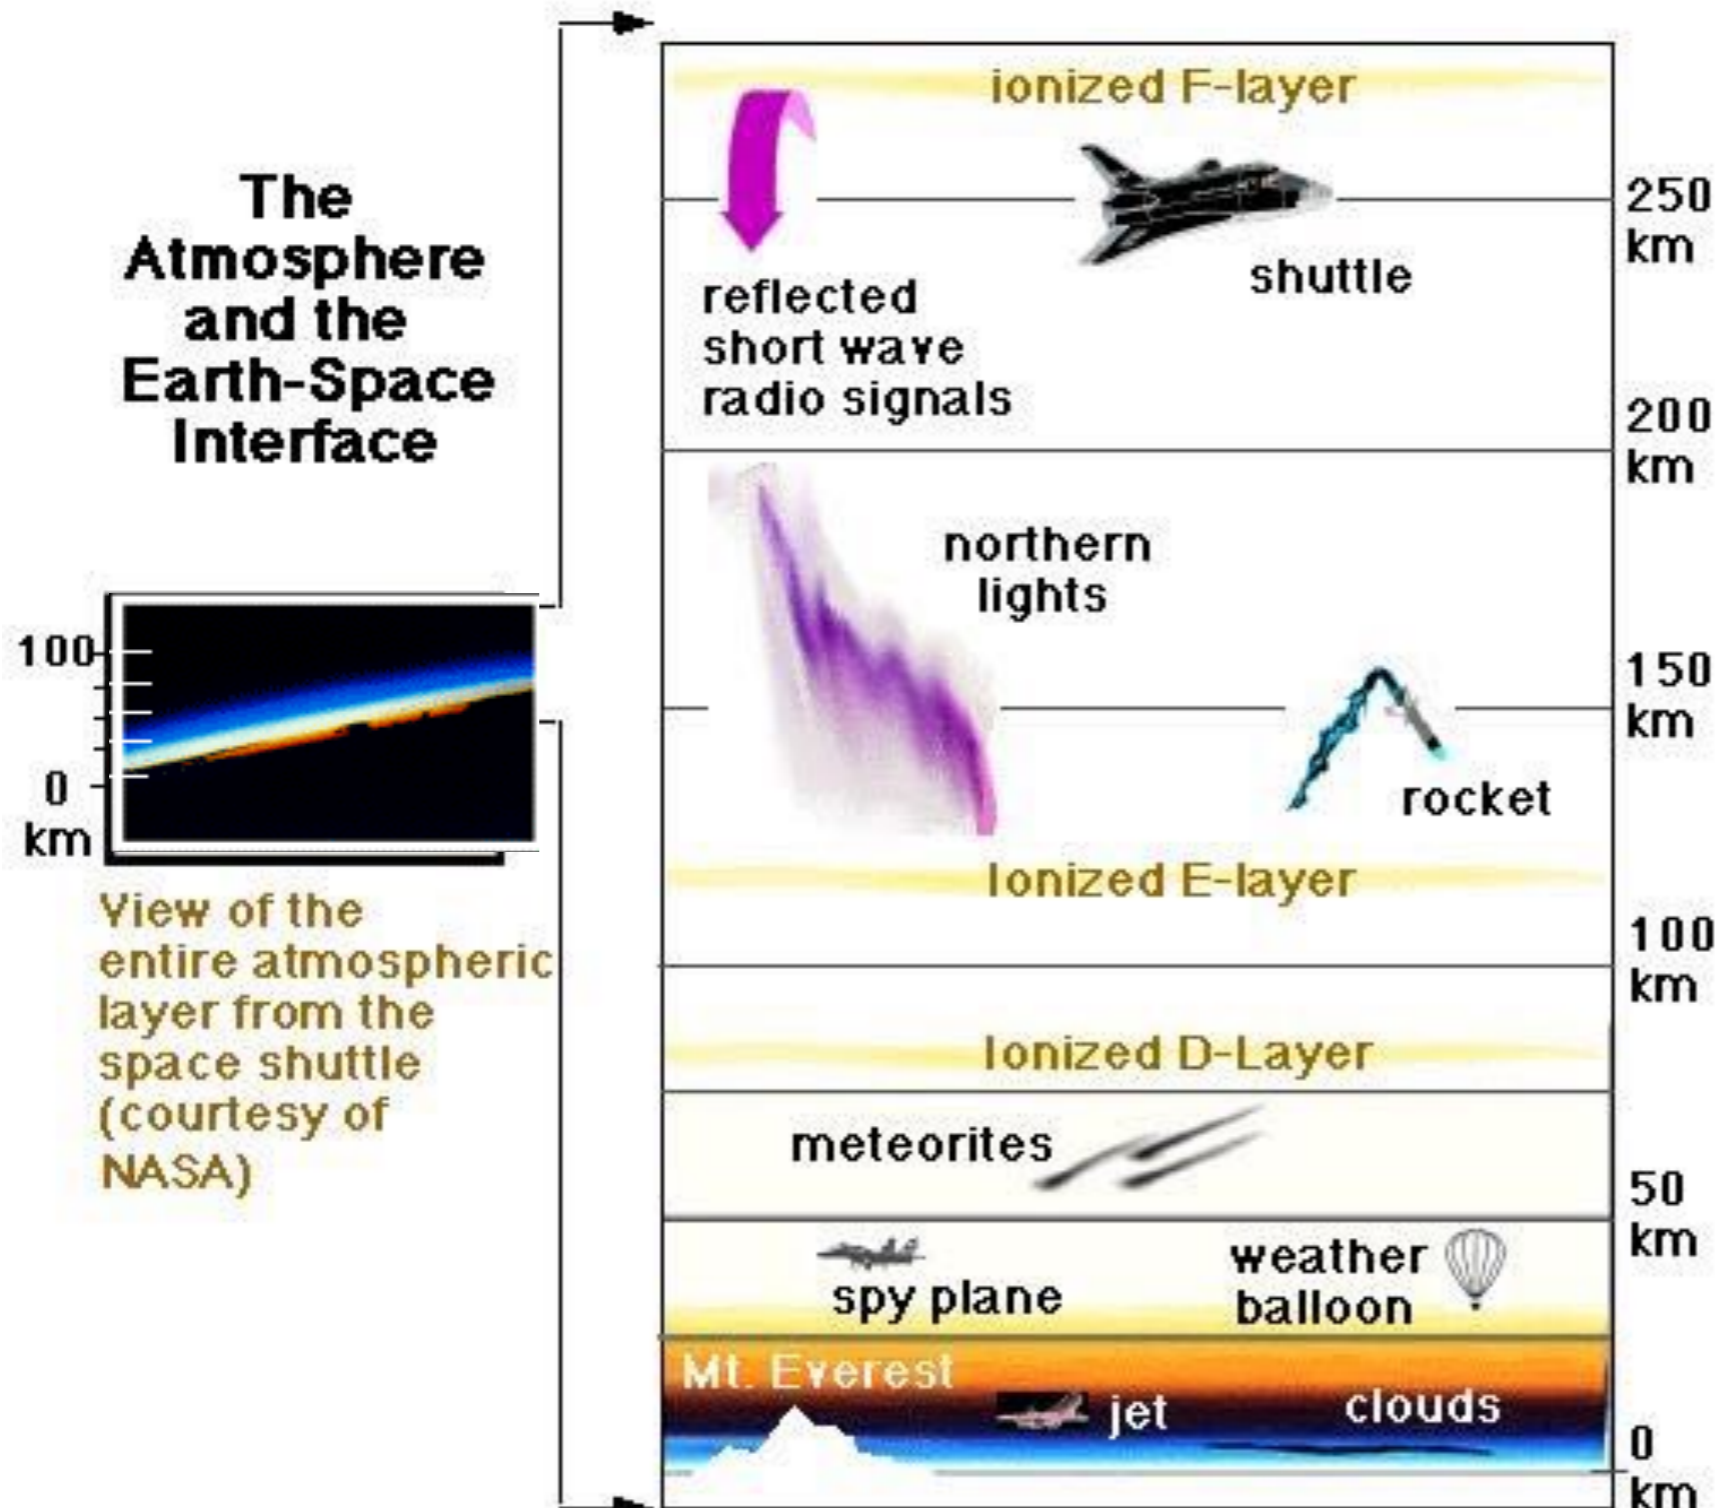 The
Atmosphere
and the
Earth-Space
Interface
100
0
km
View of the
entire atmospheric
layer from the
space shuttle
(courtesy of
NASA)
ionized F-layer
250
km
shuttle
reflected
short wave
radio signals
200
km
northern
lights
150
km
rocket
Ionized E-layer
100
km
Ionized D-Layer
meteorites
50
km
spy plane
weather
balloon
Mt. Everest
jet
clouds
0
km